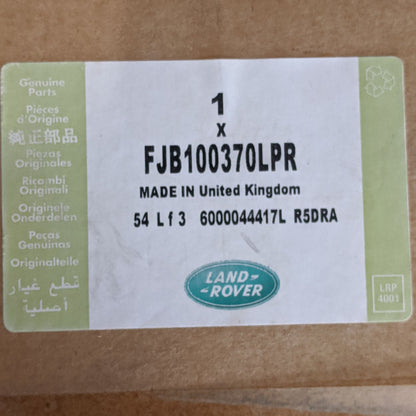 Genuine
Parts
Pièces
d'Origine
純正部品
Piezas
Originales
Ricambi
Originali
Originele
Onderdelen
Peças
Genuínas
Originalteile
قطع غيار
أصلية
1
x
FJB100370LPR
MADE IN United Kingdom
54 L f 3 6000044417L R5DRA
LAND-
-ROVER
LRP
4001